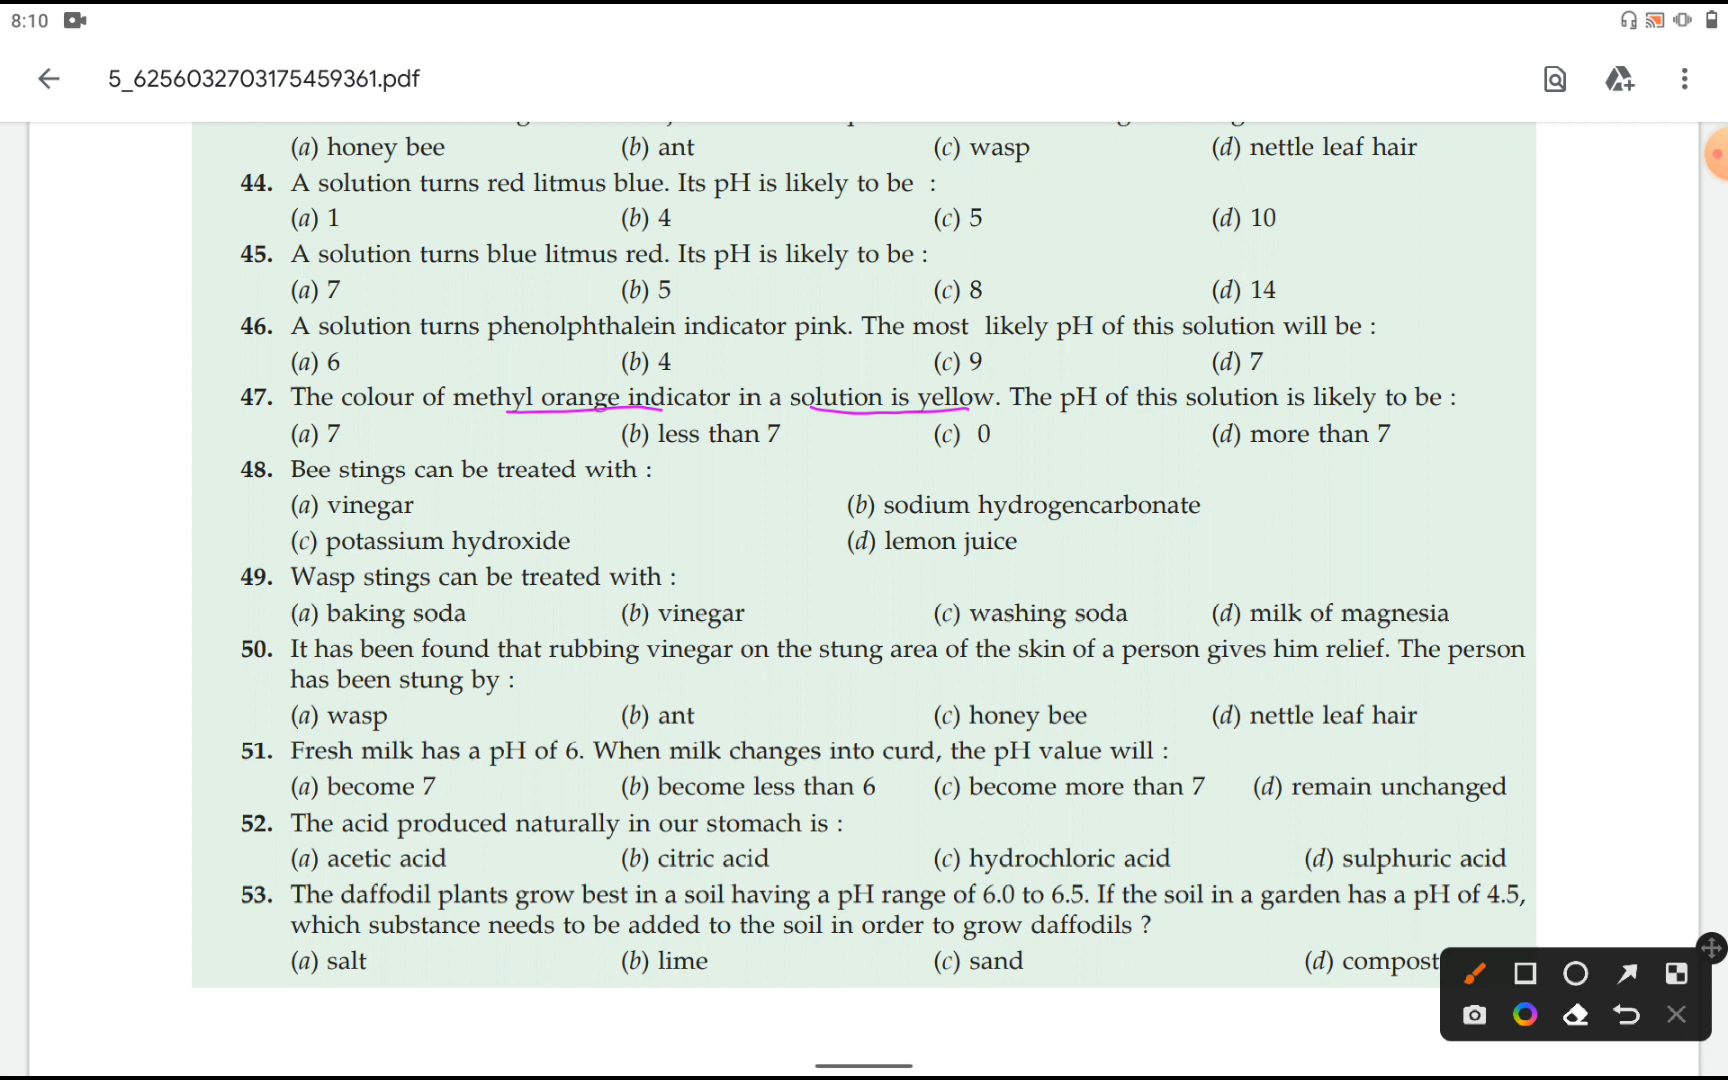 8:10
5_6256032703175459361.pdf
(a) honey bee (b) ant (c) wasp (d) nettle leaf hair
44. A solution turns red litmus blue. Its pH is likely to be :
(a) 1 (b) 4 (c) 5 (d) 10
45. A solution turns blue litmus red. Its pH is likely to be :
(a) 7 (b) 5 (c) 8 (d) 14
46. A solution turns phenolphthalein indicator pink. The most likely pH of this solution will be :
(a) 6 (b) 4 (c) 9 (d) 7
47. The colour of methyl orange indicator in a solution is yellow. The pH of this solution is likely to be :
(a) 7 (b) less than 7 (c) 0 (d) more than 7
48. Bee stings can be treated with :
(a) vinegar (b) sodium hydrogencarbonate
(c) potassium hydroxide (d) lemon juice
49. Wasp stings can be treated with :
(a) baking soda (b) vinegar (c) washing soda (d) milk of magnesia
50. It has been found that rubbing vinegar on the stung area of the skin of a person gives him relief. The person
has been stung by :
(a) wasp (b) ant (c) honey bee (d) nettle leaf hair
51. Fresh milk has a pH of 6. When milk changes into curd, the pH value will :
(a) become 7 (b) become less than 6 (c) become more than 7 (d) remain unchanged
52. The acid produced naturally in our stomach is :
(a) acetic acid (b) citric acid (c) hydrochloric acid (d) sulphuric acid
53. The daffodil plants grow best in a soil having a pH range of 6.0 to 6.5. If the soil in a garden has a pH of 4.5,
which substance needs to be added to the soil in order to grow daffodils ?
(a) salt (b) lime (c) sand (d) compost